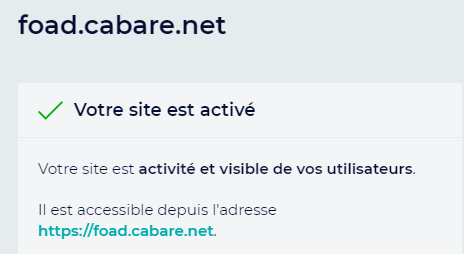 foad.cabare.net
Votre site est activé
Votre site est activité et visible de vos utilisateurs.
Il est accessible depuis l'adresse
https://foad.cabare.net.